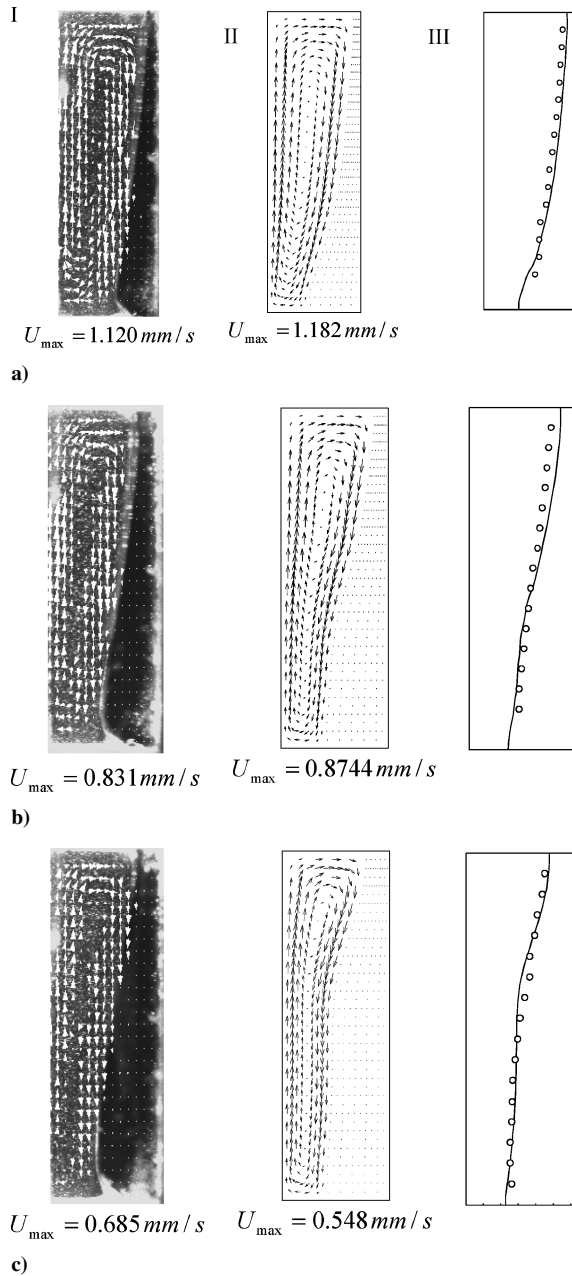 I II III
U_max = 1.120 mm/s U_max = 1.182 mm/s
a)
U_max = 0.831 mm/s U_max = 0.8744 mm/s
b)
U_max = 0.685 mm/s U_max = 0.548 mm/s
c)